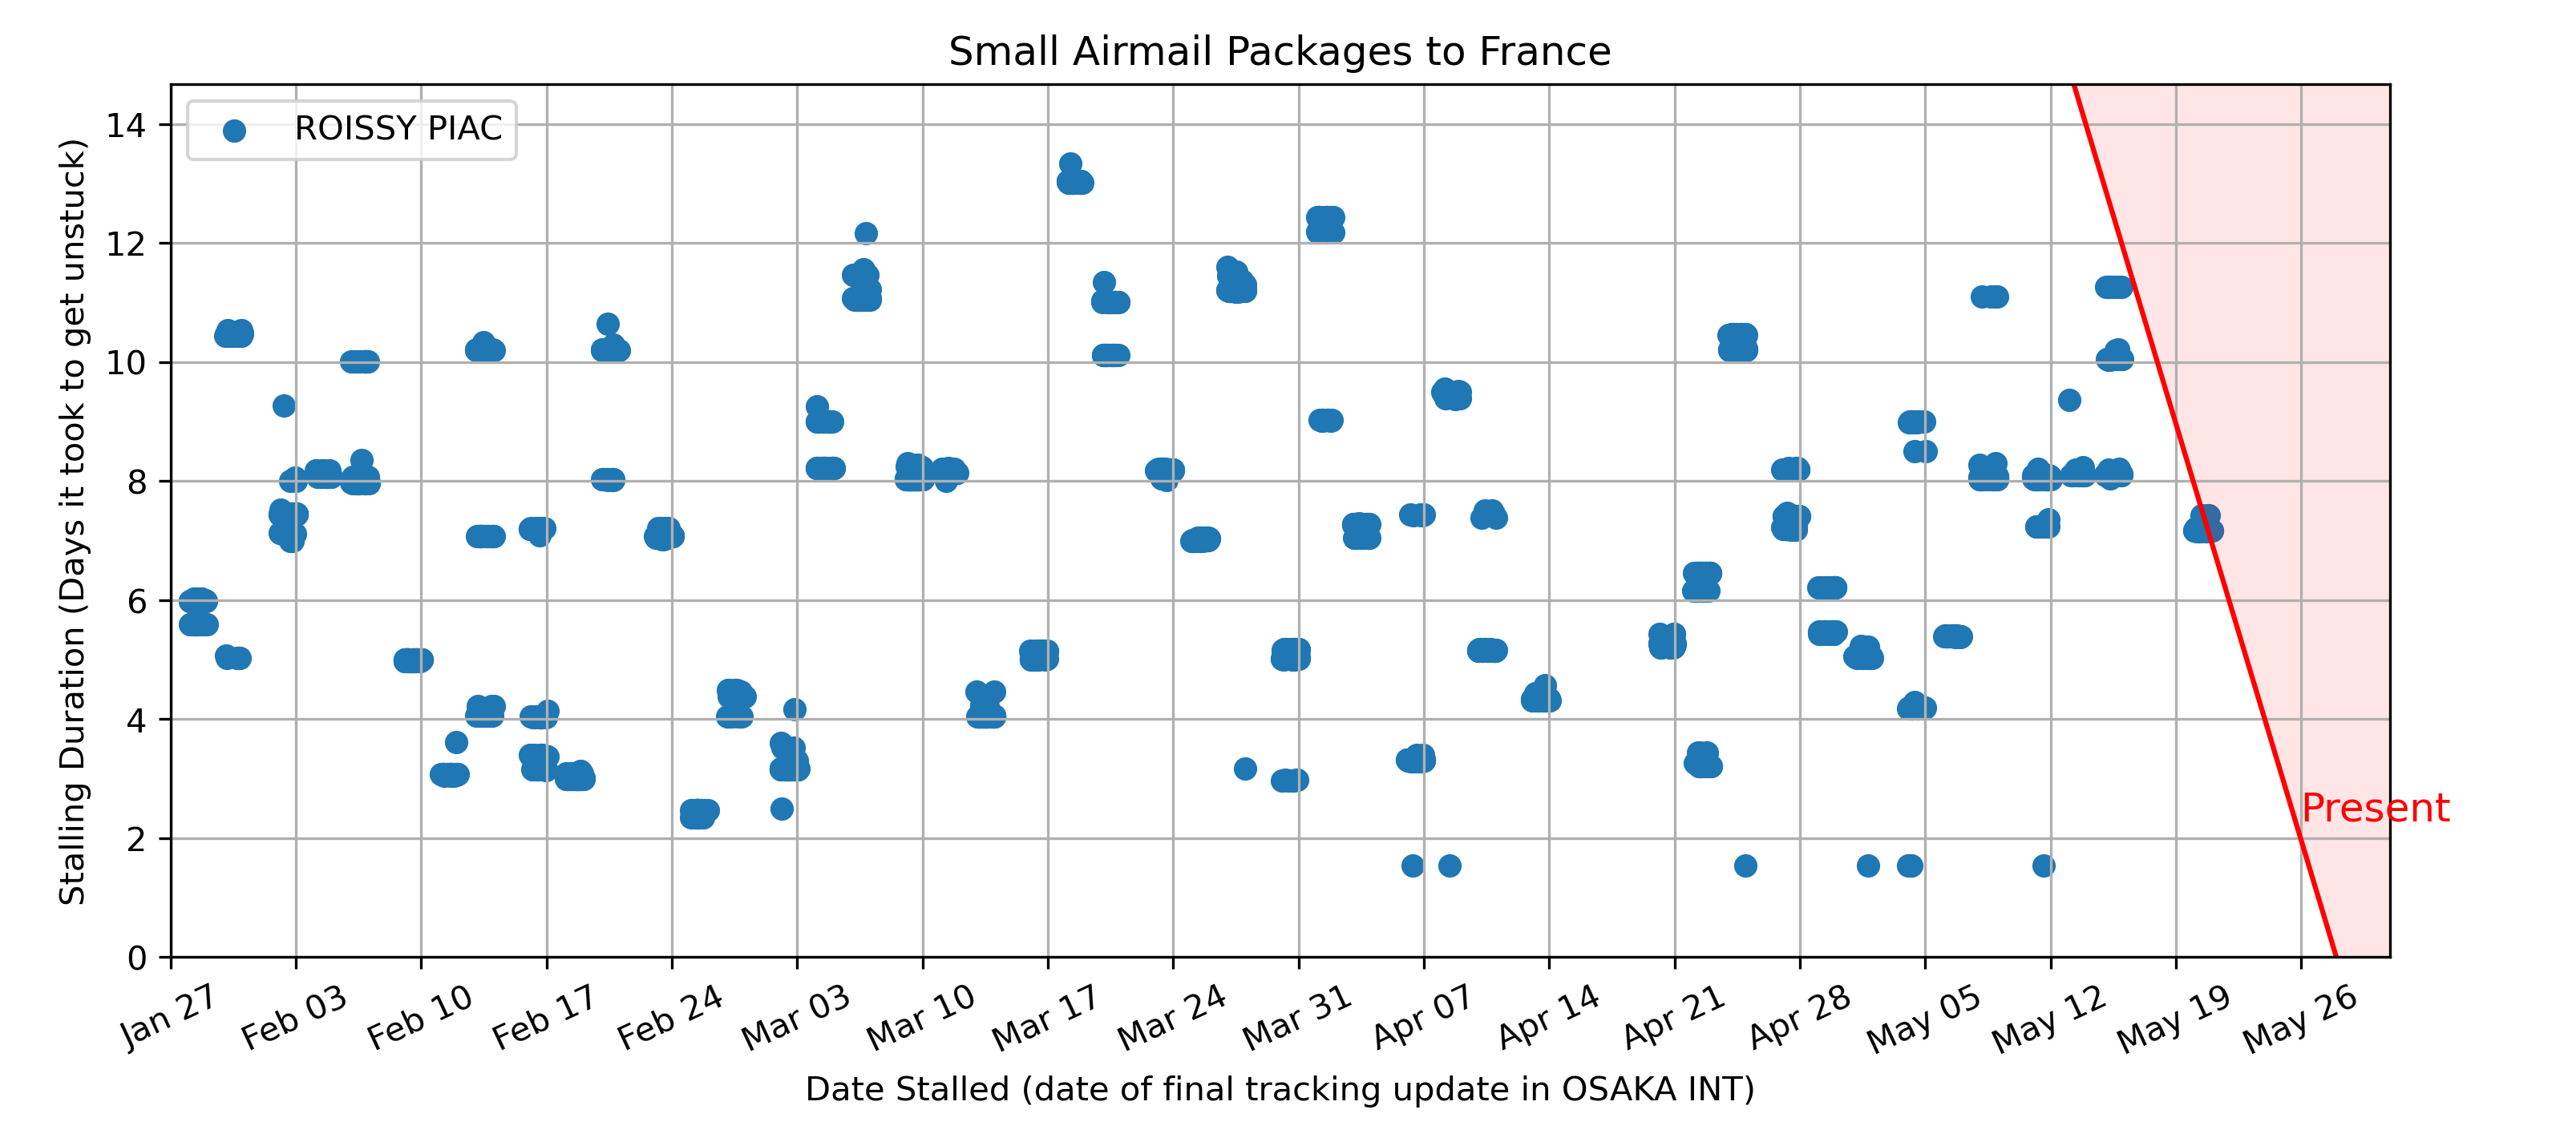 Small Airmail Packages to France
ROISSY PIAC
Stalling Duration (Days it took to get unstuck)
14
12
10
8
6
4
2
0
Present
Jan 27
Feb 03
Feb 10
Feb 17
Feb 24
Mar 03
Mar 10
Mar 17
Mar 24
Mar 31
Apr 07
Apr 14
Apr 21
Apr 28
May 05
May 12
May 19
May 26
Date Stalled (date of final tracking update in OSAKA INT)